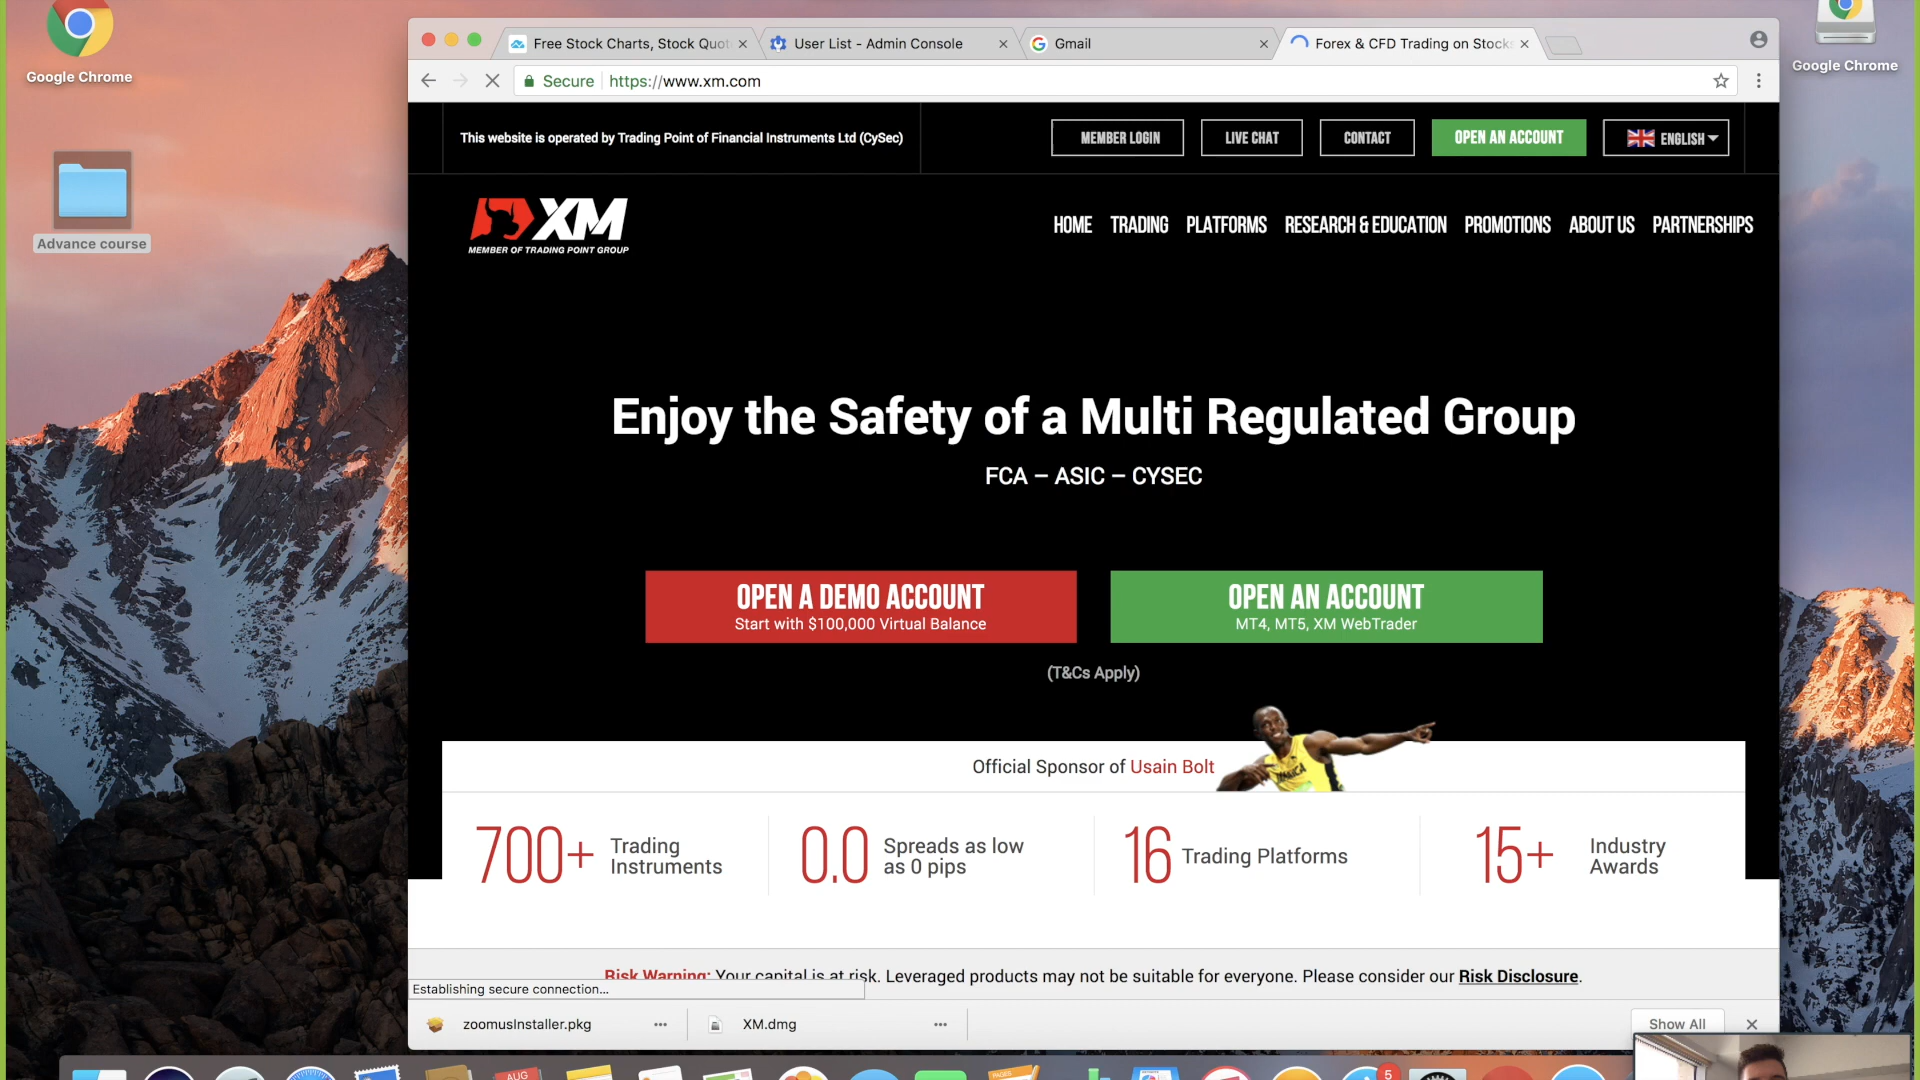 Google Chrome
Advance course
Google Chrome
Free Stock Charts, Stock Quot
User List - Admin Console
Gmail
Forex & CFD Trading on Stocks
Secure
https://www.xm.com
This website is operated by Trading Point of Financial Instruments Ltd (CySec)
MEMBER LOGIN
LIVE CHAT
CONTACT
OPEN AN ACCOUNT
ENGLISH
XM
MEMBER OF TRADING POINT GROUP
HOME
TRADING
PLATFORMS
RESEARCH & EDUCATION
PROMOTIONS
ABOUT US
PARTNERSHIPS
Enjoy the Safety of a Multi Regulated Group
FCA – ASIC – CYSEC
OPEN A DEMO ACCOUNT
Start with $100,000 Virtual Balance
OPEN AN ACCOUNT
MT4, MT5, XM WebTrader
(T&Cs Apply)
Official Sponsor of Usain Bolt
JAMAICA
700+
Trading
Instruments
0.0
Spreads as low
as 0 pips
16
Trading Platforms
15+
Industry
Awards
Risk Warning: Your capital is at risk. Leveraged products may not be suitable for everyone. Please consider our Risk Disclosure.
Establishing secure connection...
zoomusInstaller.pkg
XM.dmg
Show All
AUG
PAGES
5